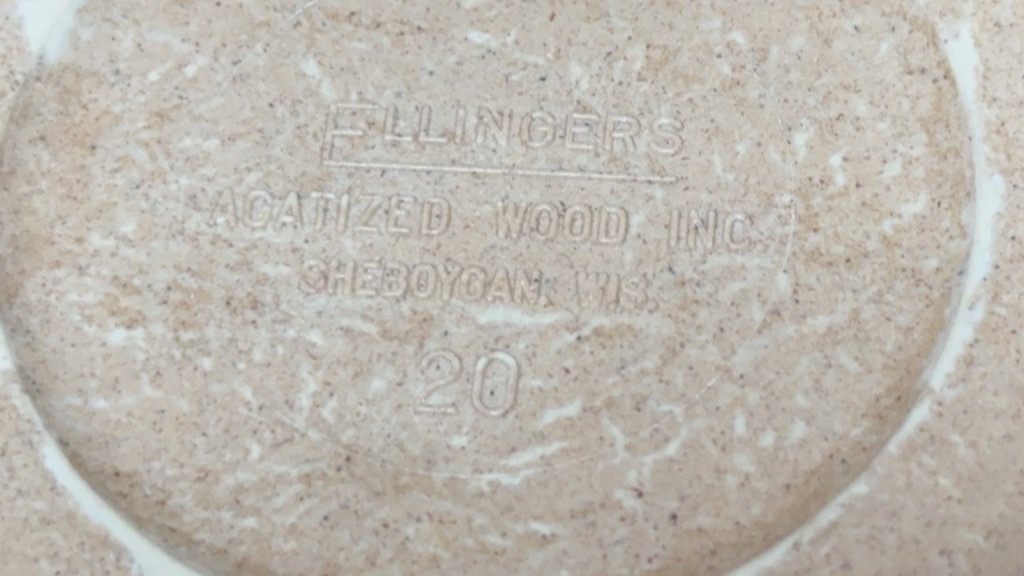 ELLINGERS
AGATIZED WOOD INC.
SHEBOYGAN, WIS.
20